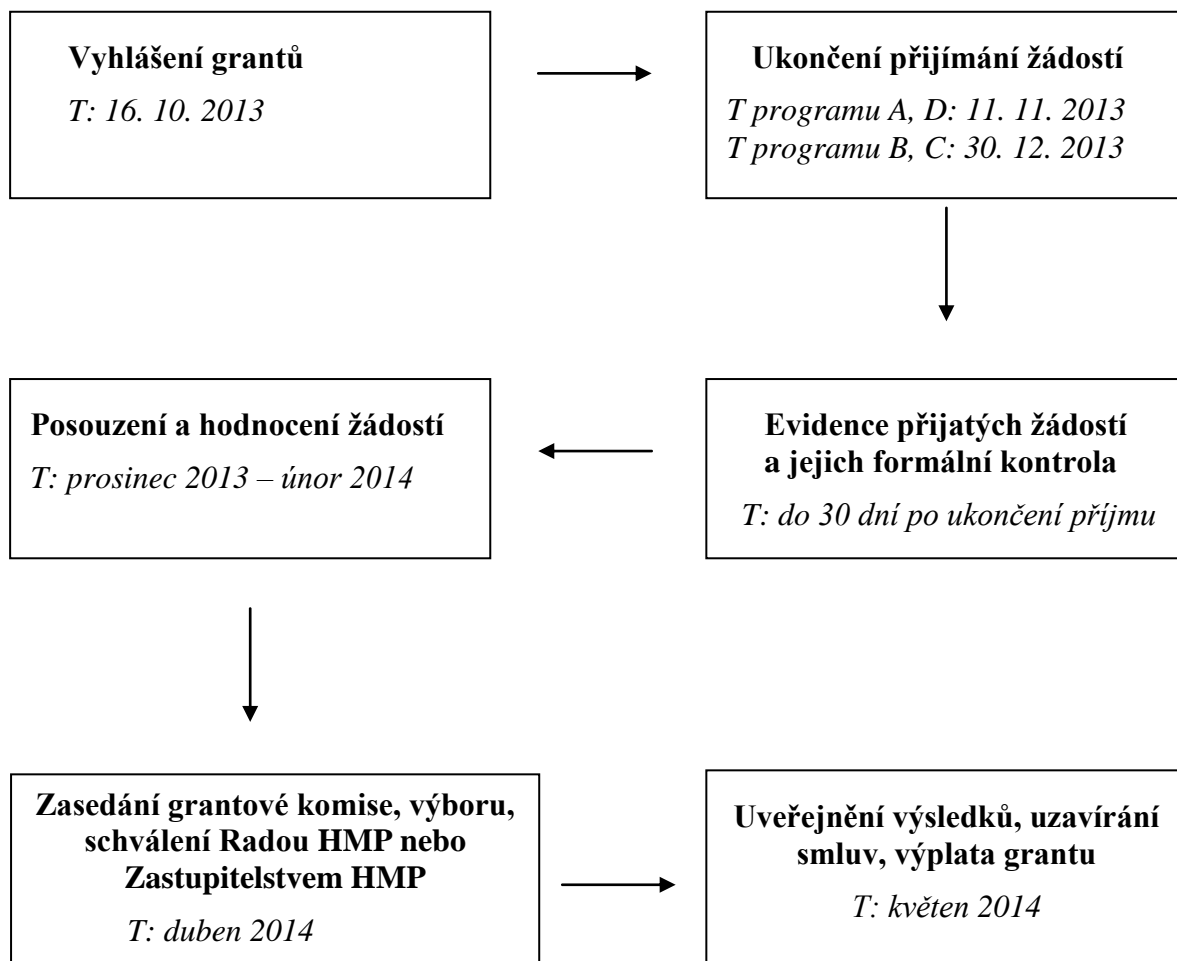 Vyhlášení grantů
T: 16. 10. 2013
Ukončení přijímání žádostí
T programu A, D: 11. 11. 2013
T programu B, C: 30. 12. 2013
Evidence přijatých žádostí
a jejich formální kontrola
T: do 30 dní po ukončení příjmu
Posouzení a hodnocení žádostí
T: prosinec 2013 – únor 2014
Zasedání grantové komise, výboru,
schválení Radou HMP nebo
Zastupitelstvem HMP
T: duben 2014
Uveřejnění výsledků, uzavírání
smluv, výplata grantu
T: květen 2014